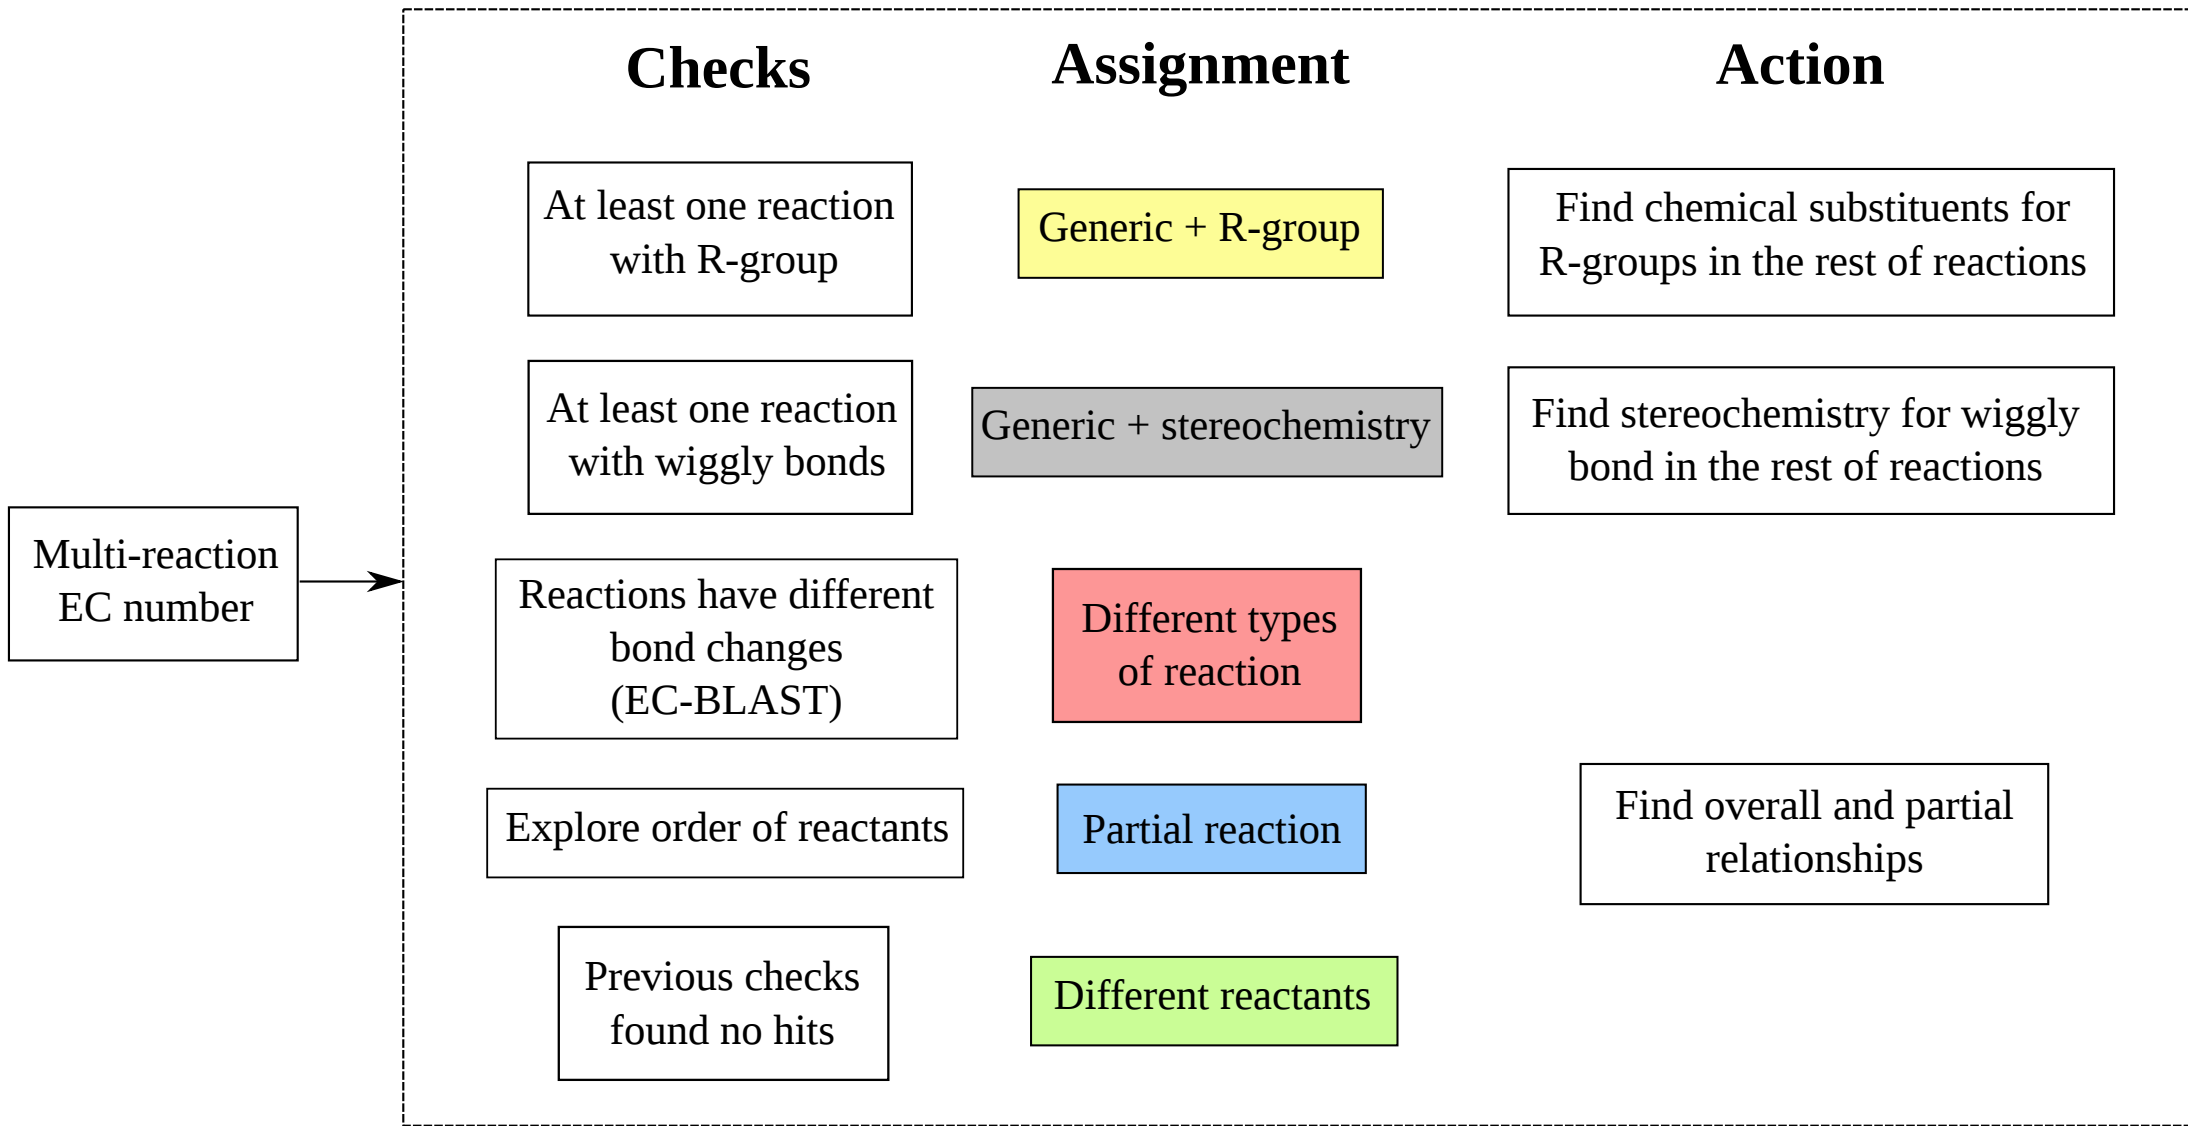 Checks
Assignment
Action
At least one reaction
with R-group
Generic + R-group
Find chemical substituents for
R-groups in the rest of reactions
At least one reaction
with wiggly bonds
Generic + stereochemistry
Find stereochemistry for wiggly
bond in the rest of reactions
Multi-reaction
EC number
Reactions have different
bond changes
(EC-BLAST)
Different types
of reaction
Explore order of reactants
Partial reaction
Find overall and partial
relationships
Previous checks
found no hits
Different reactants